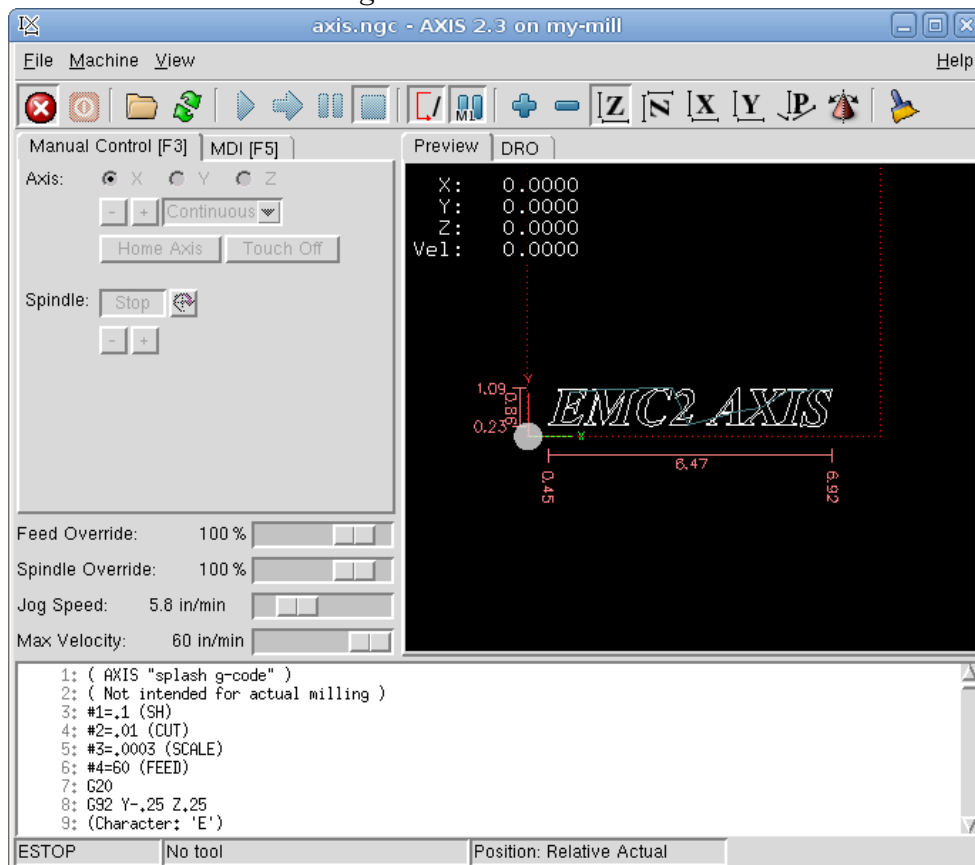 axis.ngc - AXIS 2.3 on my-mill
File Machine View Help
Manual Control [F3] MDI [F5] Preview DRO
Axis: X Y Z
- + Continuous
Home Axis Touch Off
Spindle: Stop
- +
X: 0.0000
Y: 0.0000
Z: 0.0000
Vel: 0.0000
1.09
0.86
0.23
Y
X
EMC2 AXIS
6.47
0.45
6.92
Feed Override: 100 %
Spindle Override: 100 %
Jog Speed: 5.8 in/min
Max Velocity: 60 in/min
1: ( AXIS "splash g-code" )
2: ( Not intended for actual milling )
3: #1=.1 (SH)
4: #2=.01 (CUT)
5: #3=.0003 (SCALE)
6: #4=60 (FEED)
7: G20
8: G92 Y-.25 Z.25
9: (Character: 'E')
ESTOP No tool Position: Relative Actual